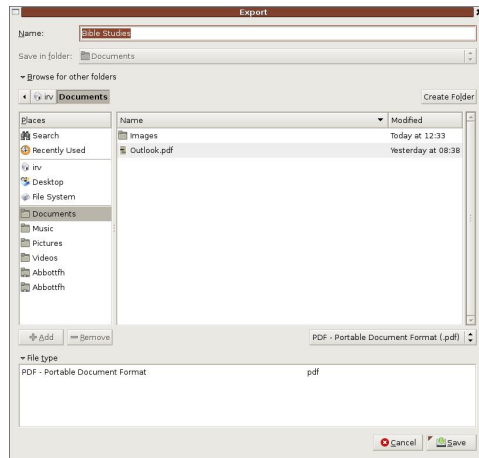 Export
Name: Bible Studies
Save in folder: Documents
Browse for other folders
irv Documents Create Folder
Places Name Modified
Search Images Today at 12:33
Recently Used Outlook.pdf Yesterday at 08:38
irv
Desktop
File System
Documents
Music
Pictures
Videos
Abbottfh
Abbottfh
Add Remove PDF - Portable Document Format (.pdf)
File type
PDF - Portable Document Format pdf
Cancel Save